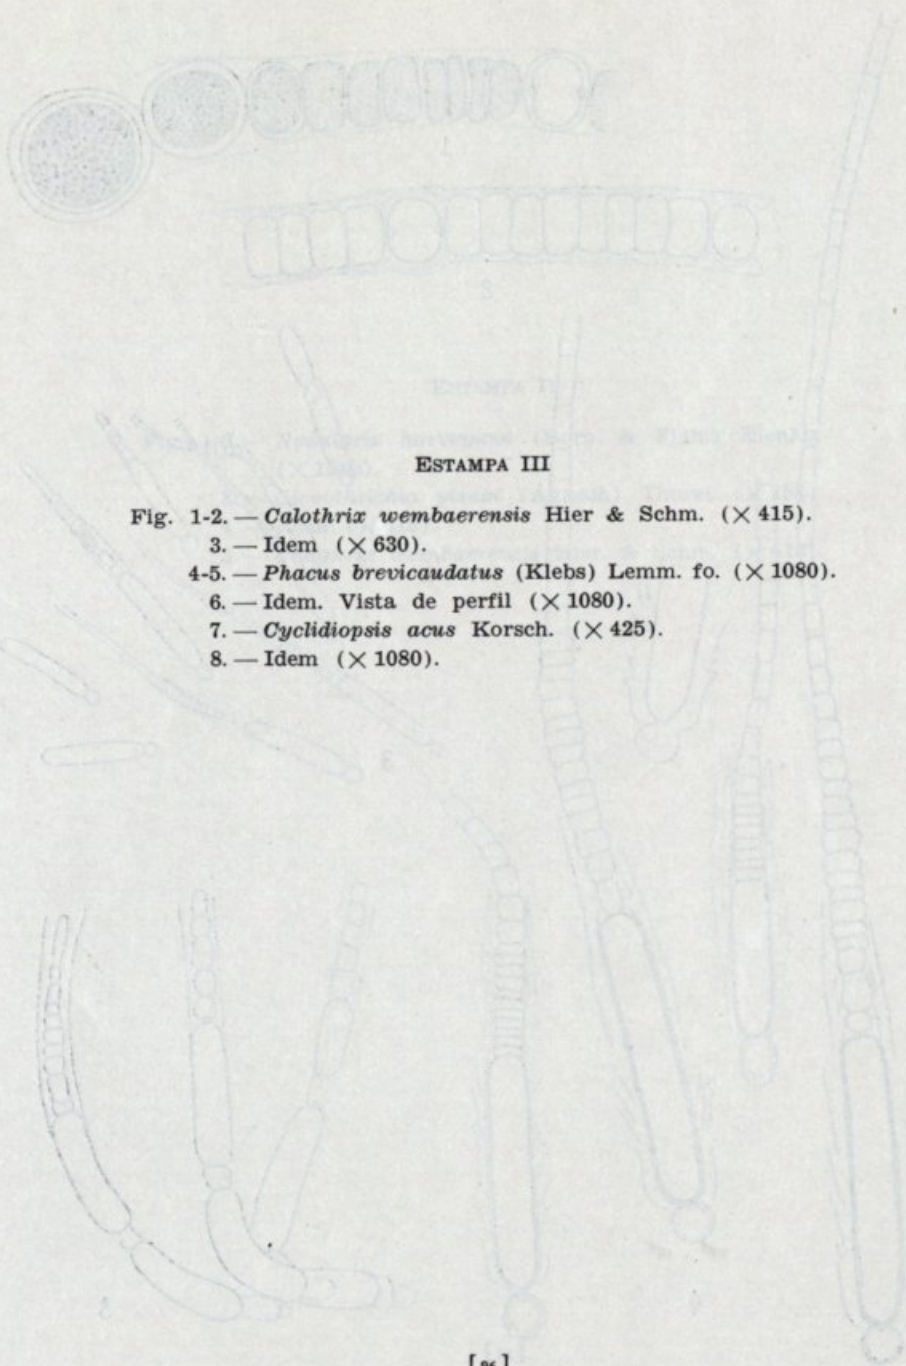 ESTAMPA III
Fig. 1-2. — Calothrix wembaerensis Hier & Schm. (× 415).
3. — Idem (× 630).
4-5. — Phacus brevicaudatus (Klebs) Lemm. fo. (× 1080).
6. — Idem. Vista de perfil (× 1080).
7. — Cyclidiopsis acus Korsch. (× 425).
8. — Idem (× 1080).